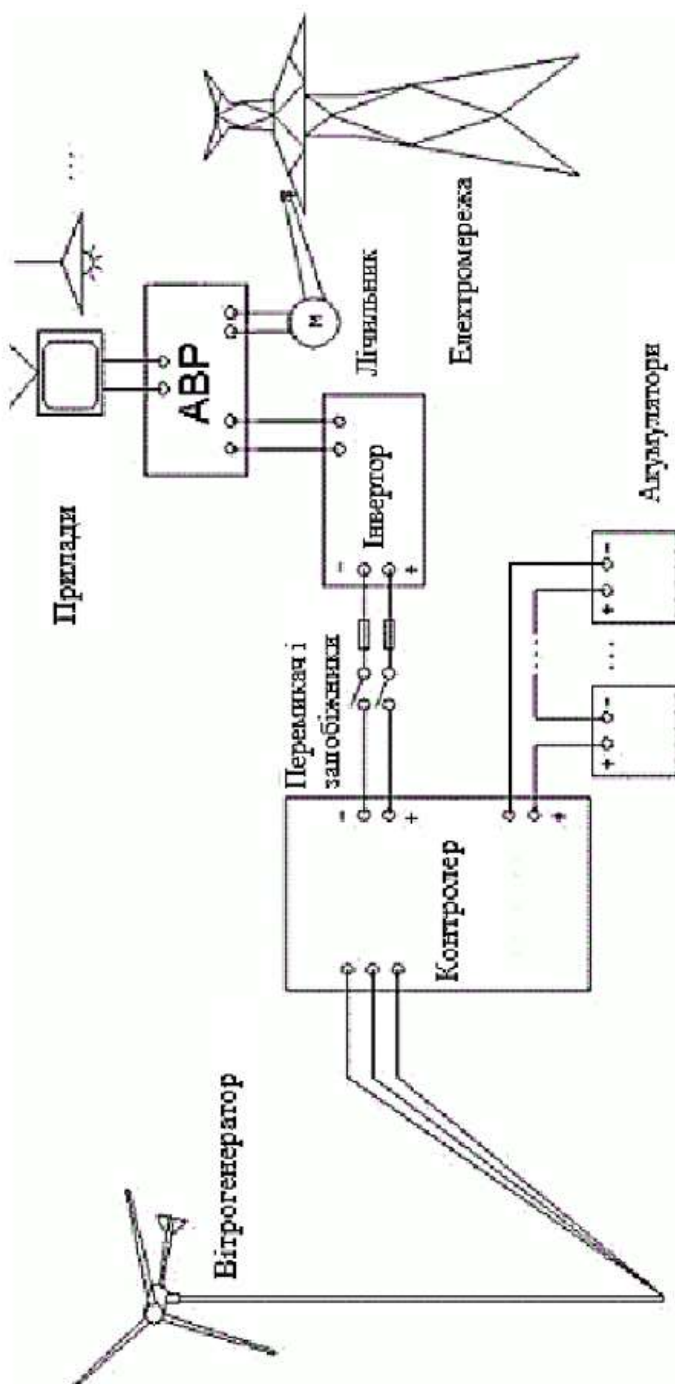 Прилади
...
АВР
Вітрогенератор
Перемикач і
запобіжники
- -
+ +
Інвертор
М
Лічильник
Контролер
Електромережа
+
+ - ... + -
...
Акумулятори